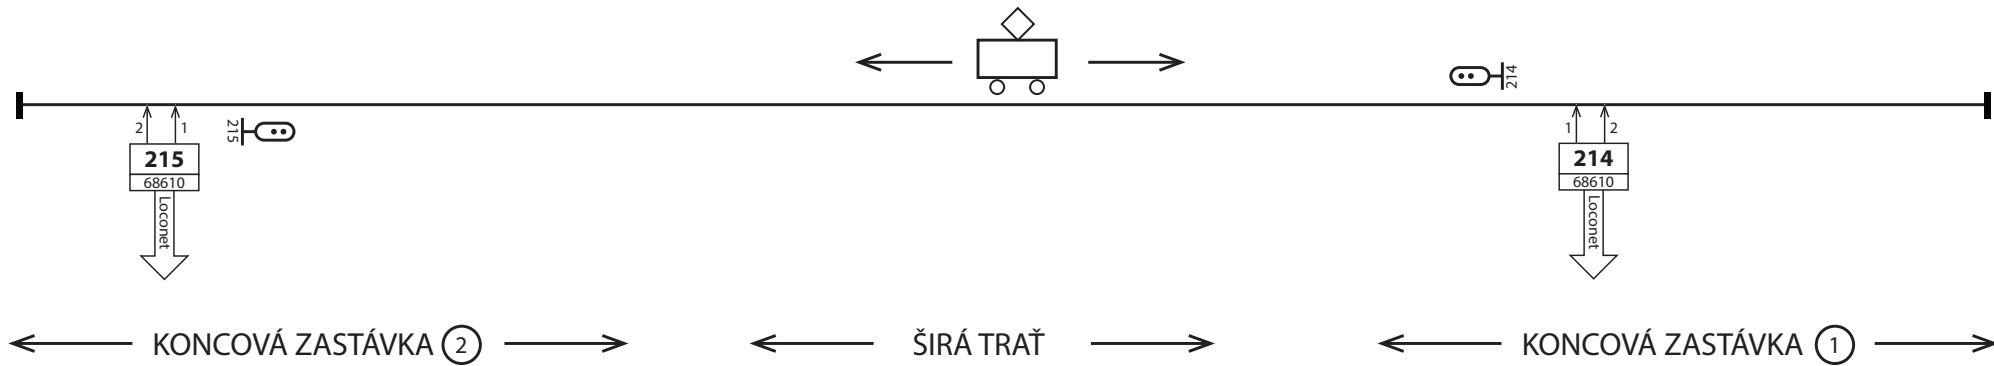 214
2 1
215
68610
Loconet
215
1 2
214
68610
Loconet
KONCOVÁ ZASTÁVKA 2
ŠIRÁ TRAŤ
KONCOVÁ ZASTÁVKA 1